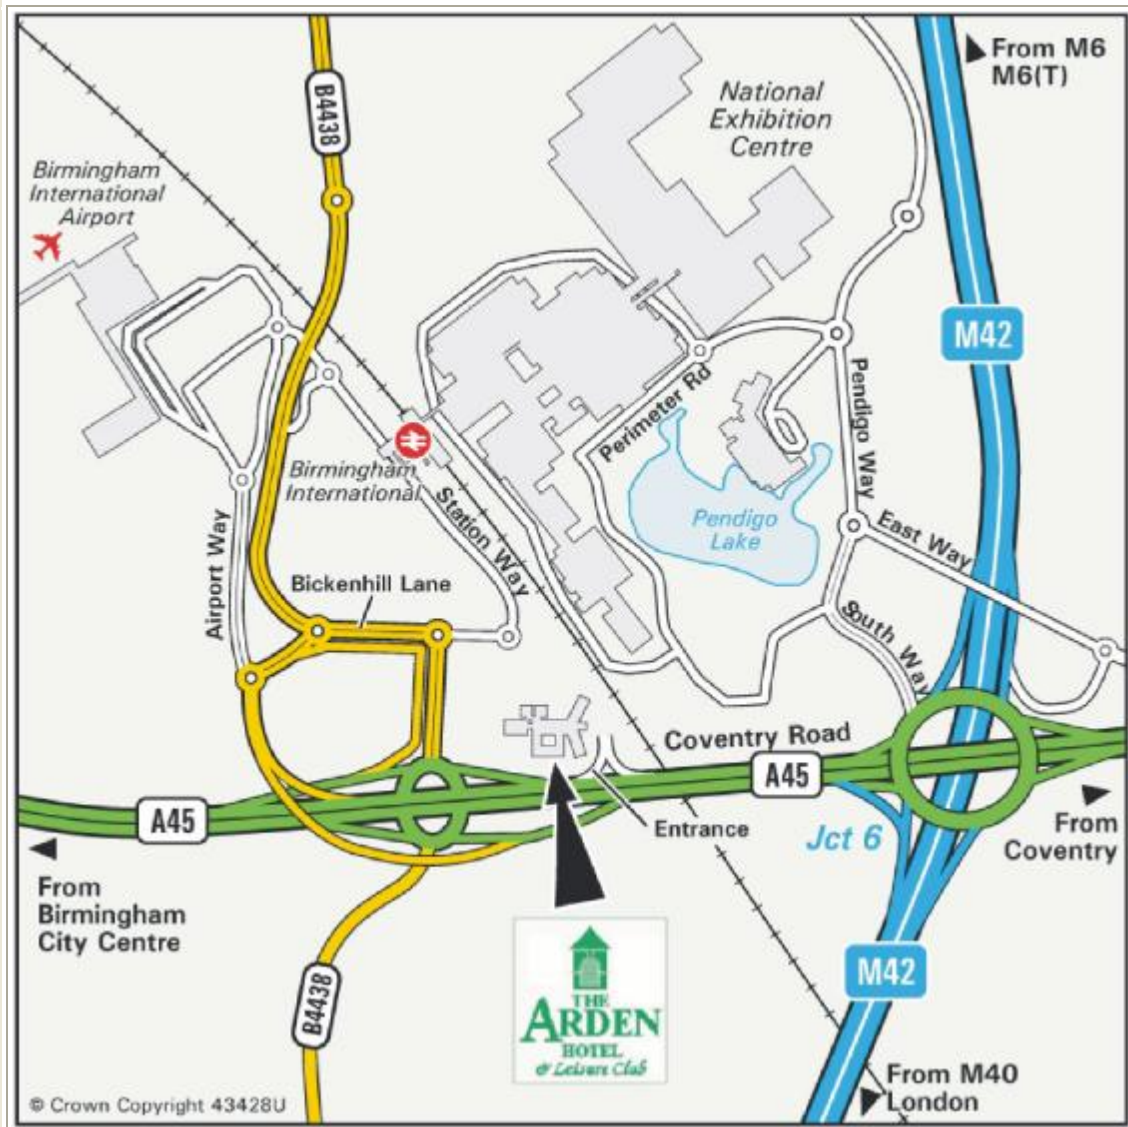 From M6
M6(T)
National
Exhibition
Centre
B4438
Birmingham
International
Airport
M42
Pendigo Way
Perimeter Rd
Birmingham
International
Station Way
Pendigo
Lake
East Way
Airport Way
Bickenhill Lane
South Way
Coventry Road
A45
A45
Entrance
Jct 6
From
Coventry
From
Birmingham
City Centre
M42
B4438
THE
ARDEN
HOTEL
& Leisure Club
From M40
London
© Crown Copyright 43428U